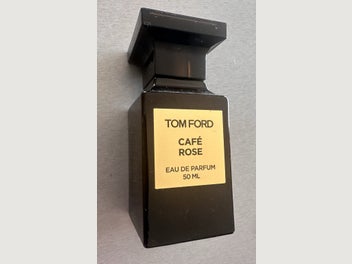 TOM FORD
CAFÉ
ROSE
EAU DE PARFUM
50 ML